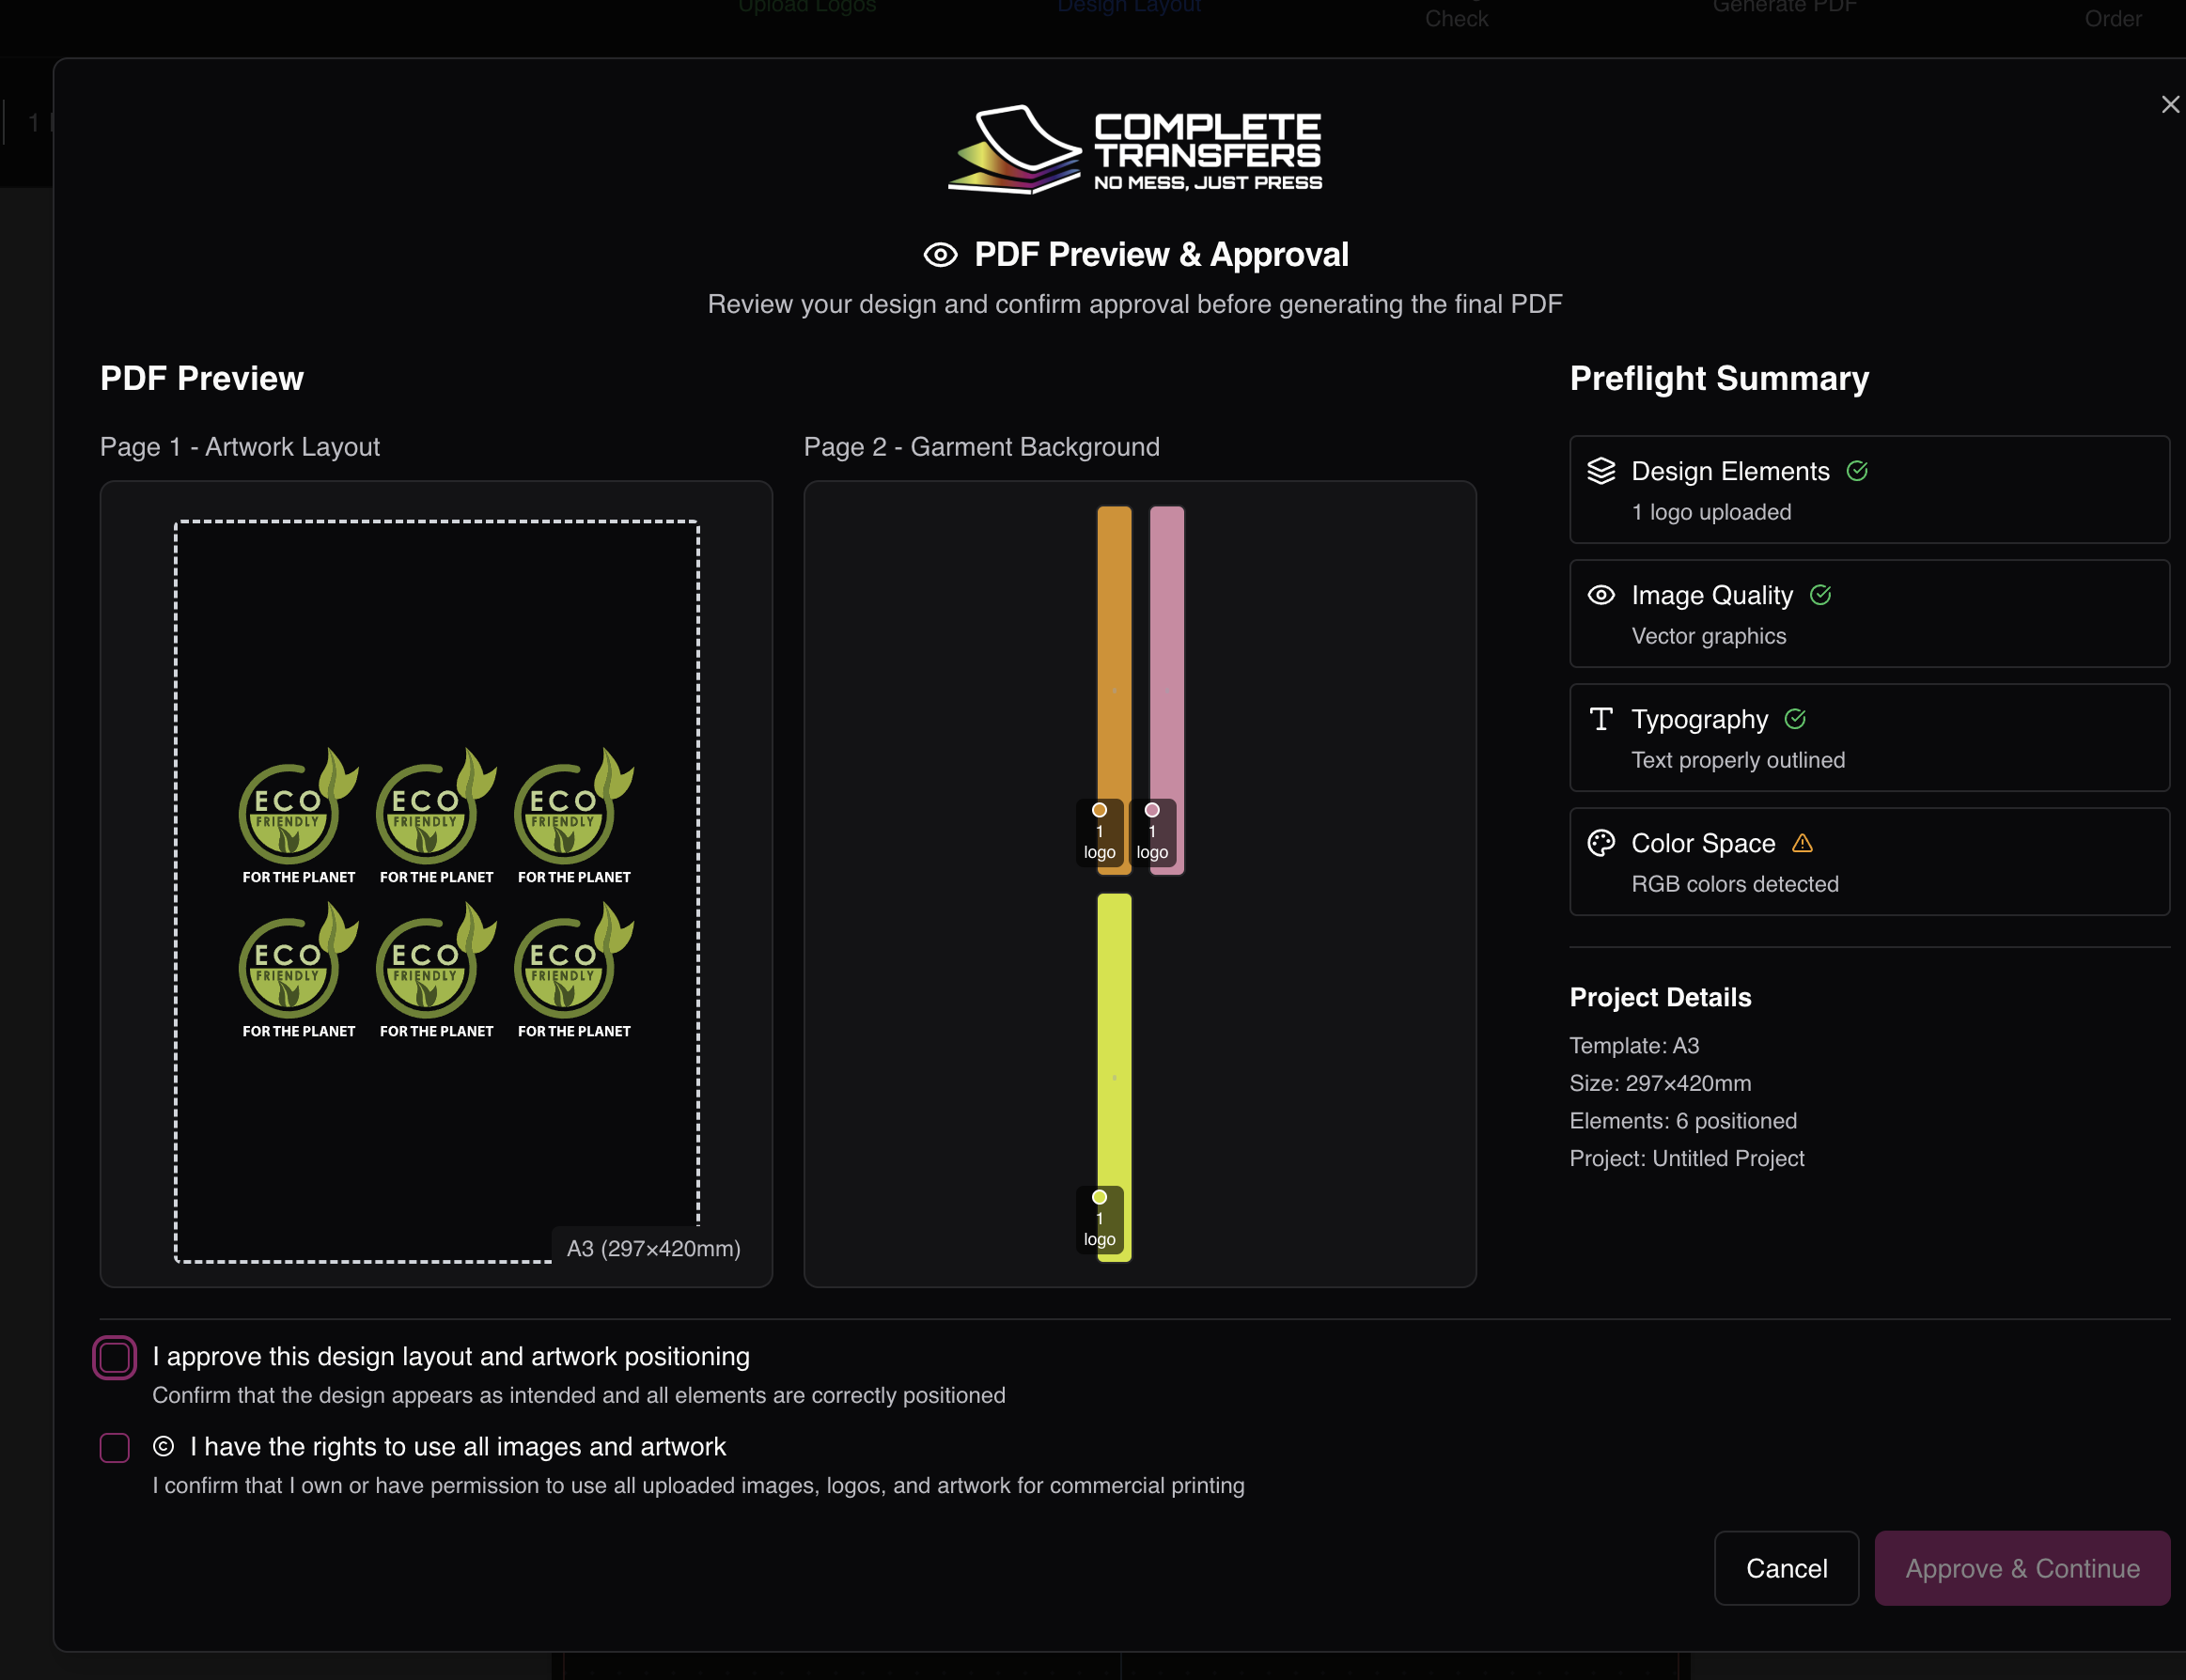 Upload Logos
Design Layout
Check
Generate PDF
Order
1
COMPLETE
TRANSFERS
NO MESS, JUST PRESS
PDF Preview & Approval
Review your design and confirm approval before generating the final PDF
PDF Preview
Page 1 - Artwork Layout
ECO
FRIENDLY
FOR THE PLANET
ECO
FRIENDLY
FOR THE PLANET
ECO
FRIENDLY
FOR THE PLANET
ECO
FRIENDLY
FOR THE PLANET
ECO
FRIENDLY
FOR THE PLANET
ECO
FRIENDLY
FOR THE PLANET
A3 (297×420mm)
Page 2 - Garment Background
1
logo
1
logo
1
logo
Preflight Summary
Design Elements
1 logo uploaded
Image Quality
Vector graphics
Typography
Text properly outlined
Color Space
RGB colors detected
Project Details
Template: A3
Size: 297×420mm
Elements: 6 positioned
Project: Untitled Project
I approve this design layout and artwork positioning
Confirm that the design appears as intended and all elements are correctly positioned
© I have the rights to use all images and artwork
I confirm that I own or have permission to use all uploaded images, logos, and artwork for commercial printing
Cancel
Approve & Continue